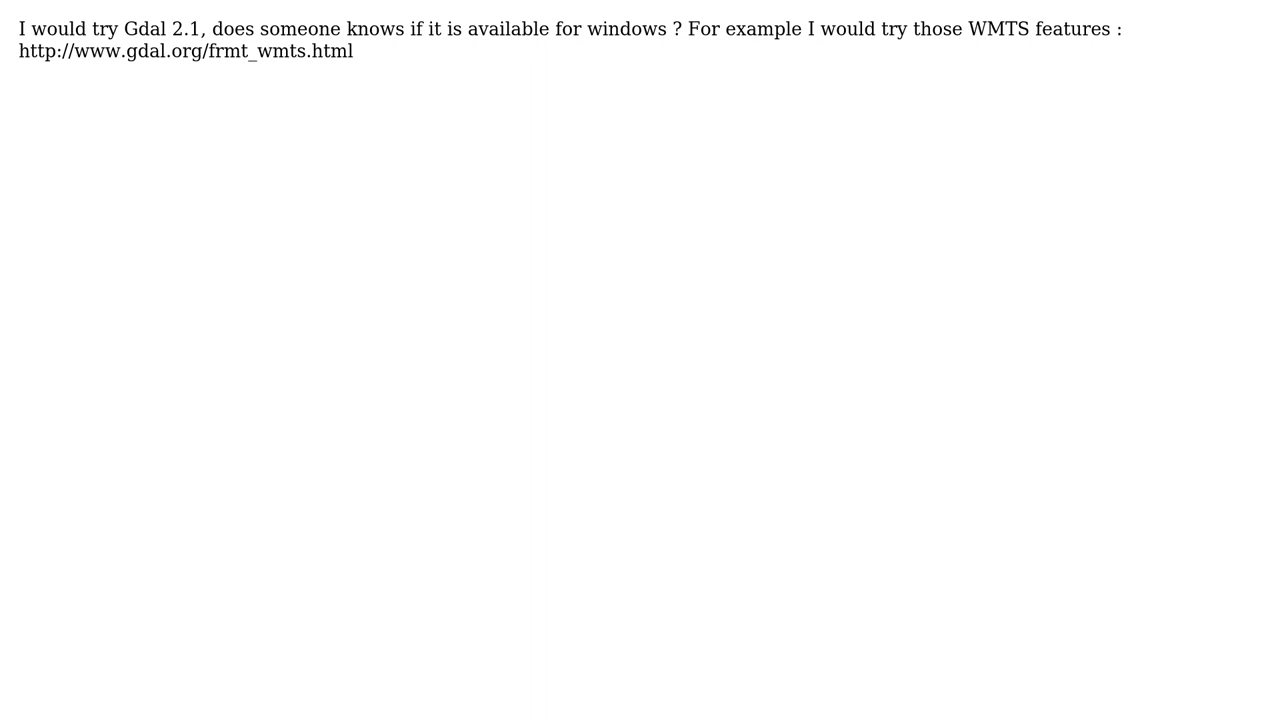 I would try Gdal 2.1, does someone knows if it is available for windows ? For example I would try those WMTS features :
http://www.gdal.org/frmt_wmts.html